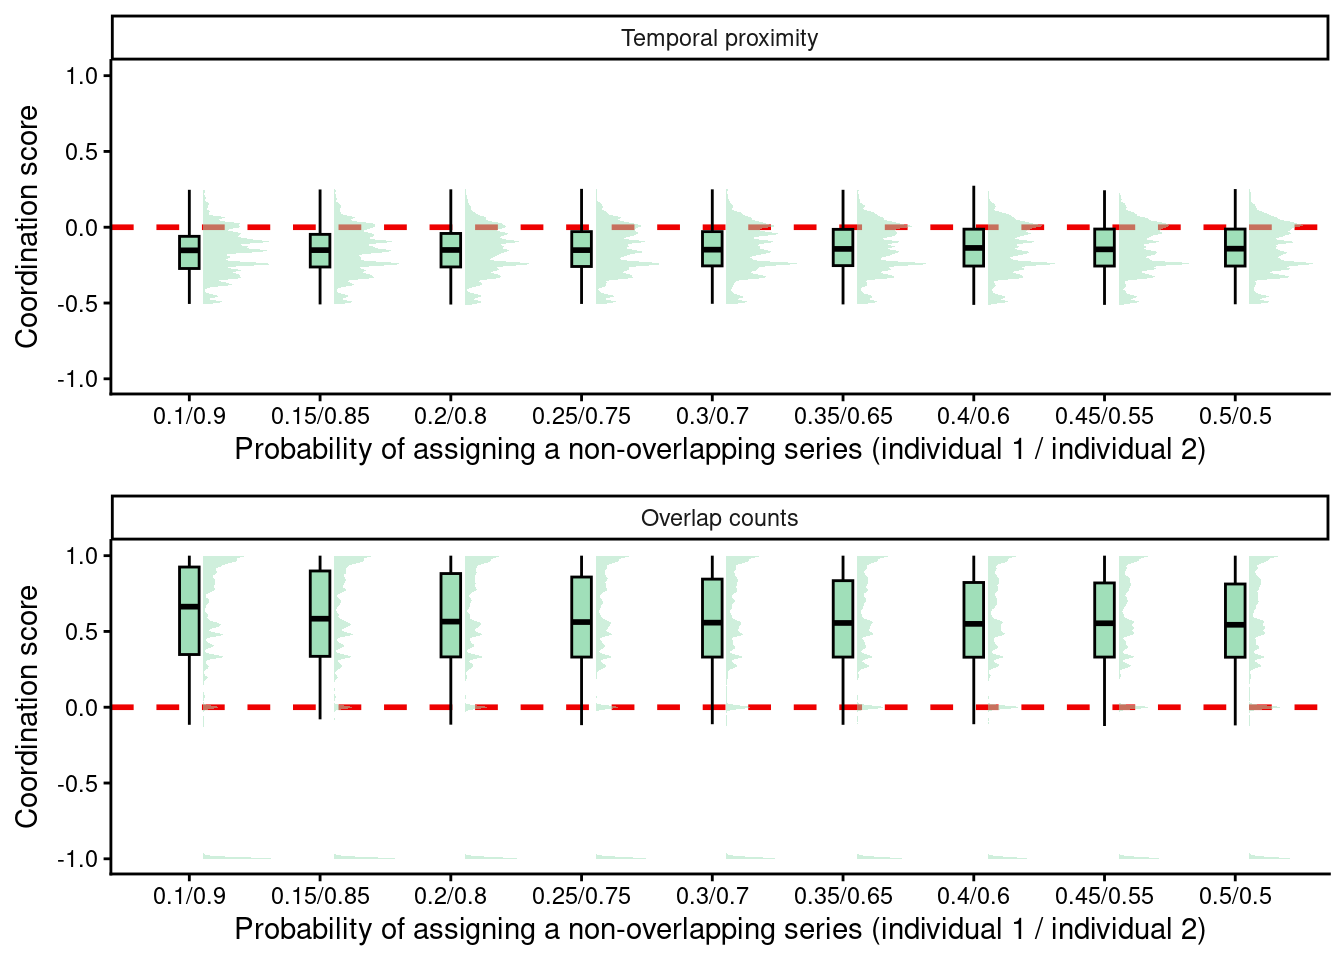 Temporal proximity
Coordination score
1.0
0.5
0.0
-0.5
-1.0
0.1/0.9 0.15/0.85 0.2/0.8 0.25/0.75 0.3/0.7 0.35/0.65 0.4/0.6 0.45/0.55 0.5/0.5
Probability of assigning a non-overlapping series (individual 1 / individual 2)
Overlap counts
Coordination score
1.0
0.5
0.0
-0.5
-1.0
0.1/0.9 0.15/0.85 0.2/0.8 0.25/0.75 0.3/0.7 0.35/0.65 0.4/0.6 0.45/0.55 0.5/0.5
Probability of assigning a non-overlapping series (individual 1 / individual 2)